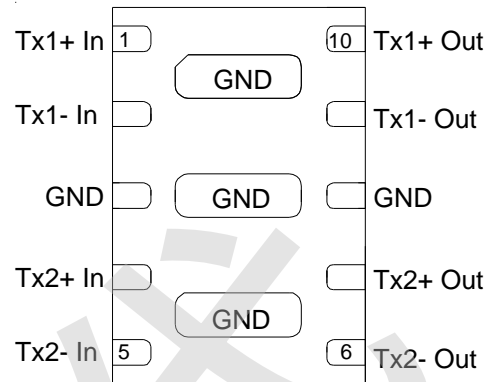 Tx1+ In 1 10 Tx1+ Out
GND
Tx1- In Tx1- Out
GND GND GND
Tx2+ In Tx2+ Out
GND
Tx2- In 5 6 Tx2- Out